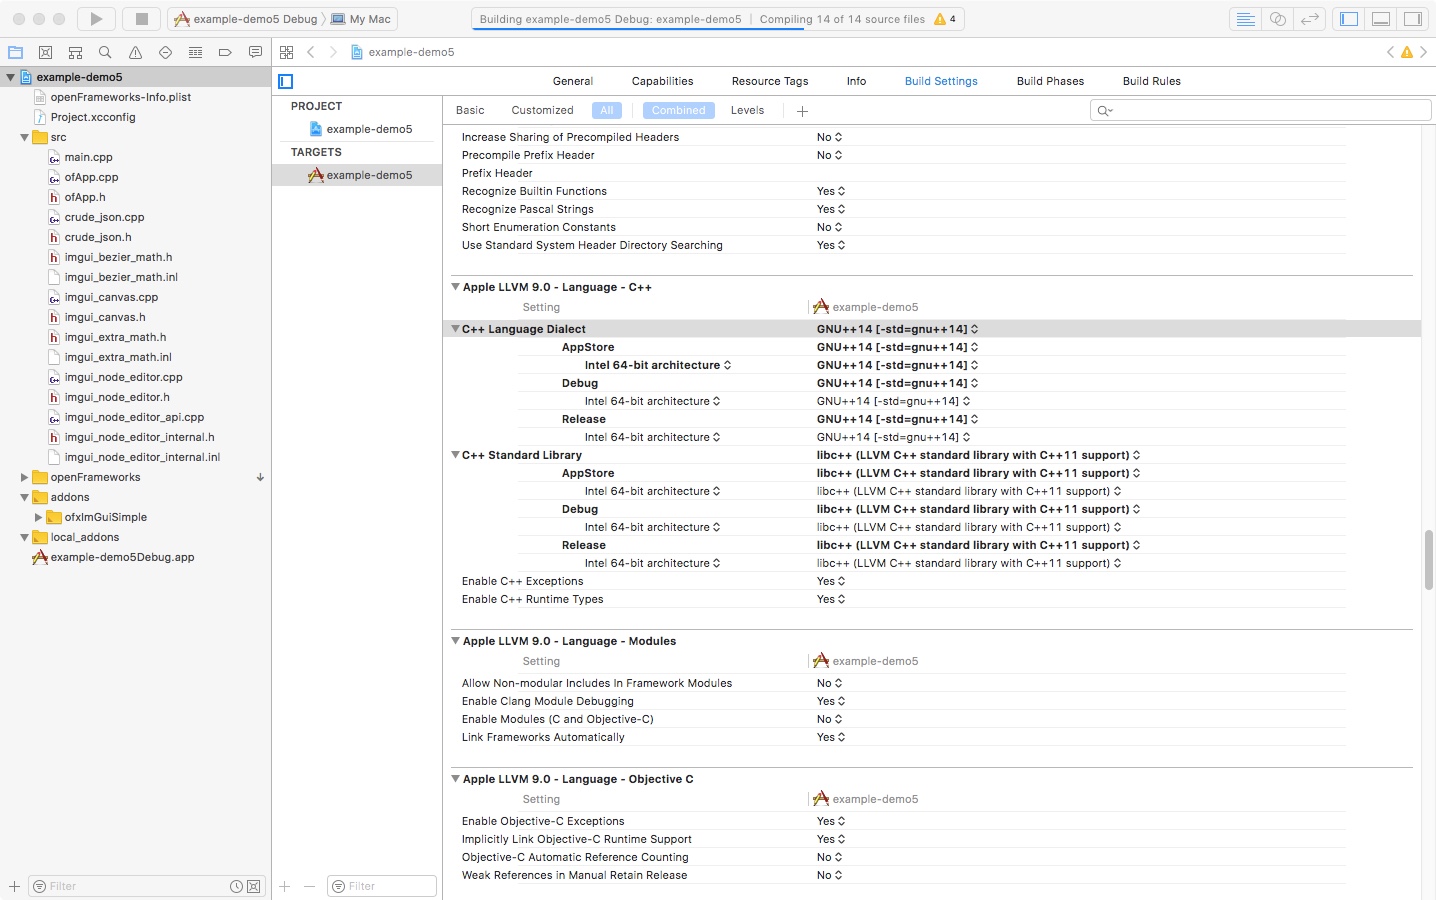 example-demo5 Debug
My Mac
Building example-demo5 Debug: example-demo5 | Compiling 14 of 14 source files
4
example-demo5
example-demo5
openFrameworks-Info.plist
Project.xcconfig
src
main.cpp
ofApp.cpp
ofApp.h
crude_json.cpp
crude_json.h
imgui_bezier_math.h
imgui_bezier_math.inl
imgui_canvas.cpp
imgui_canvas.h
imgui_extra_math.h
imgui_extra_math.inl
imgui_node_editor.cpp
imgui_node_editor.h
imgui_node_editor_api.cpp
imgui_node_editor_internal.h
imgui_node_editor_internal.inl
openFrameworks
addons
ofxImGuiSimple
local_addons
example-demo5Debug.app
Filter
PROJECT
example-demo5
TARGETS
example-demo5
Filter
General Capabilities Resource Tags Info Build Settings Build Phases Build Rules
Basic Customized All Combined Levels
Increase Sharing of Precompiled Headers No
Precompile Prefix Header No
Prefix Header
Recognize Builtin Functions Yes
Recognize Pascal Strings Yes
Short Enumeration Constants No
Use Standard System Header Directory Searching Yes
Apple LLVM 9.0 - Language - C++
Setting example-demo5
C++ Language Dialect GNU++14 [-std=gnu++14]
AppStore GNU++14 [-std=gnu++14]
Intel 64-bit architecture GNU++14 [-std=gnu++14]
Debug GNU++14 [-std=gnu++14]
Intel 64-bit architecture GNU++14 [-std=gnu++14]
Release GNU++14 [-std=gnu++14]
Intel 64-bit architecture GNU++14 [-std=gnu++14]
C++ Standard Library libc++ (LLVM C++ standard library with C++11 support)
AppStore libc++ (LLVM C++ standard library with C++11 support)
Intel 64-bit architecture libc++ (LLVM C++ standard library with C++11 support)
Debug libc++ (LLVM C++ standard library with C++11 support)
Intel 64-bit architecture libc++ (LLVM C++ standard library with C++11 support)
Release libc++ (LLVM C++ standard library with C++11 support)
Intel 64-bit architecture libc++ (LLVM C++ standard library with C++11 support)
Enable C++ Exceptions Yes
Enable C++ Runtime Types Yes
Apple LLVM 9.0 - Language - Modules
Setting example-demo5
Allow Non-modular Includes In Framework Modules No
Enable Clang Module Debugging Yes
Enable Modules (C and Objective-C) No
Link Frameworks Automatically Yes
Apple LLVM 9.0 - Language - Objective C
Setting example-demo5
Enable Objective-C Exceptions Yes
Implicitly Link Objective-C Runtime Support Yes
Objective-C Automatic Reference Counting No
Weak References in Manual Retain Release No